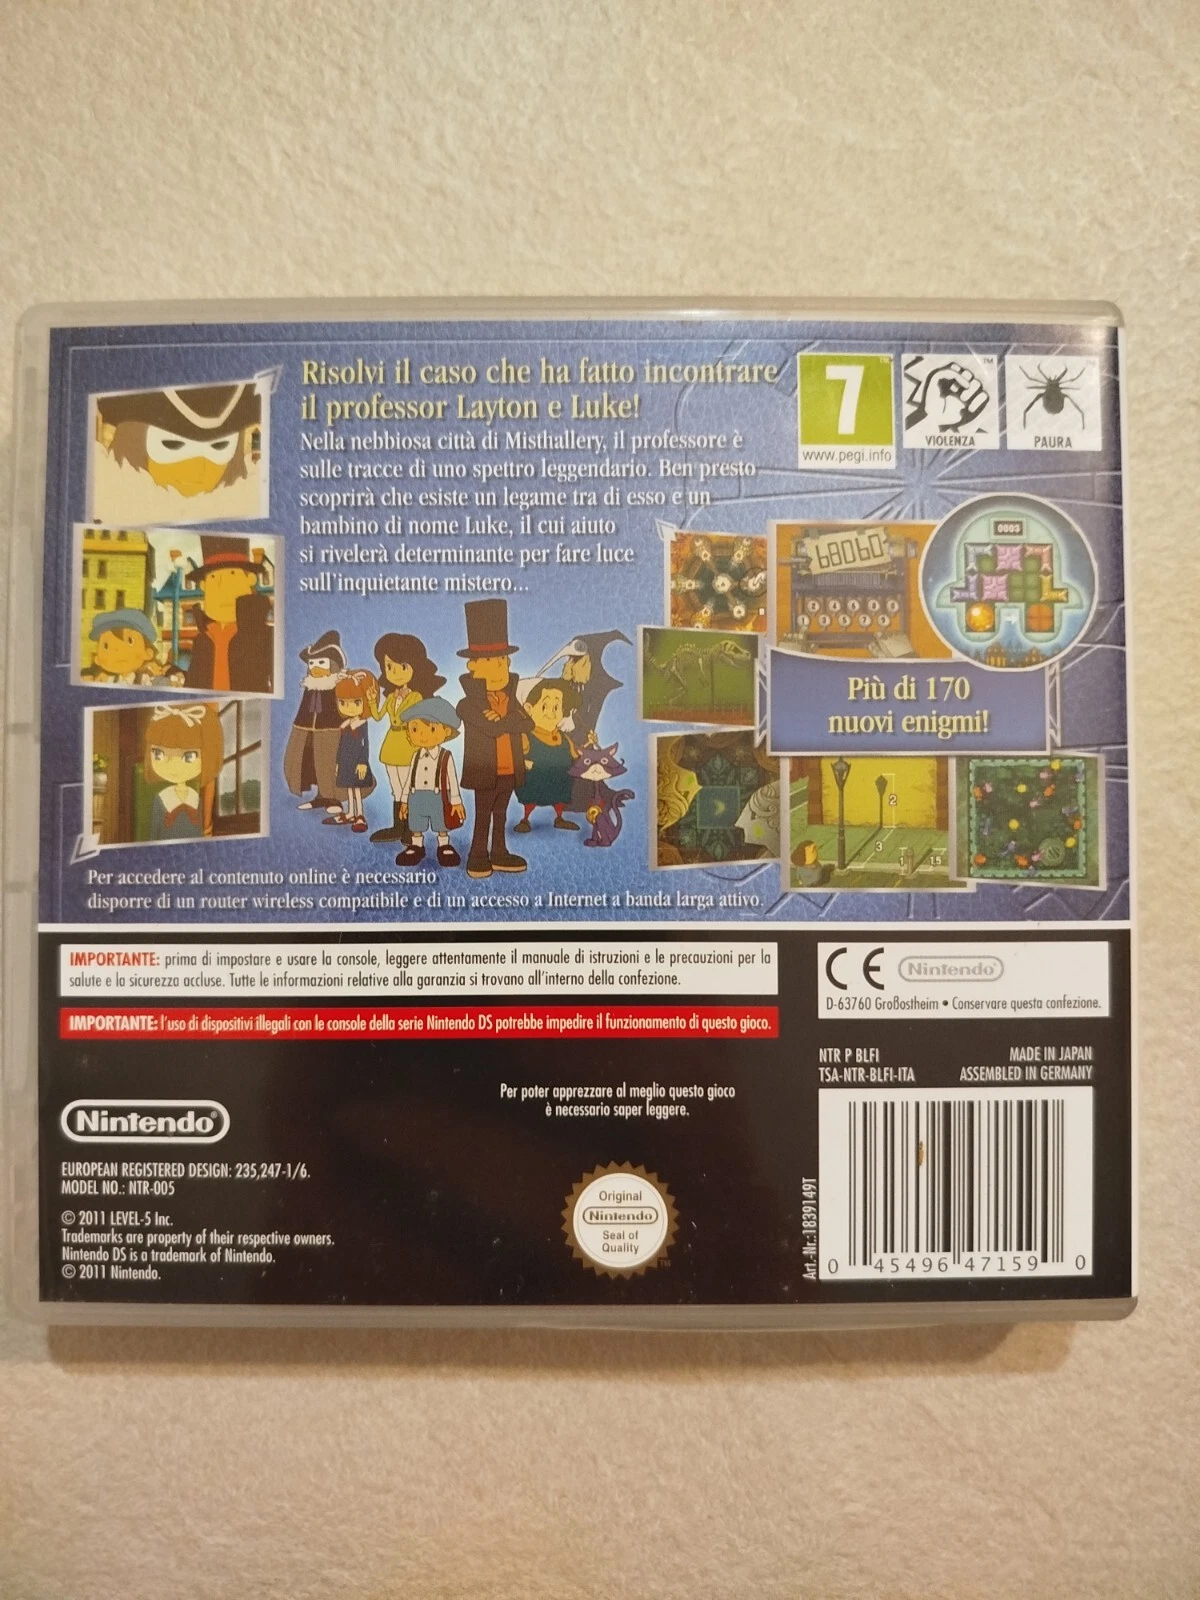 Risolvi il caso che ha fatto incontrare
il professor Layton e Luke!
Nella nebbiosa città di Misthallery, il professore è
sulle tracce di uno spettro leggendario. Ben presto
scoprirà che esiste un legame tra di esso e un
bambino di nome Luke, il cui aiuto
si rivelerà determinante per fare luce
sull'inquietante mistero...
7
www.pegi.info
VIOLENZA
PAURA
0003
68060
Più di 170
nuovi enigmi!
2
3
1
1.5
Per accedere al contenuto online è necessario
disporre di un router wireless compatibile e di un accesso a Internet a banda larga attivo.
IMPORTANTE: prima di impostare e usare la console, leggere attentamente il manuale di istruzioni e le precauzioni per la
salute e la sicurezza accluse. Tutte le informazioni relative alla garanzia si trovano all'interno della confezione.
IMPORTANTE: l'uso di dispositivi illegali con le console della serie Nintendo DS potrebbe impedire il funzionamento di questo gioco.
CE Nintendo
D-63760 Großostheim • Conservare questa confezione.
NTR P BLFI
TSA-NTR-BLFI-ITA
MADE IN JAPAN
ASSEMBLED IN GERMANY
Per poter apprezzare al meglio questo gioco
è necessario saper leggere.
Nintendo®
EUROPEAN REGISTERED DESIGN: 235,247-1/6.
MODEL NO.: NTR-005
© 2011 LEVEL-5 Inc.
Trademarks are property of their respective owners.
Nintendo DS is a trademark of Nintendo.
© 2011 Nintendo.
Original
Nintendo
Seal of
Quality
TM
Art.-Nr.:1839149T
0 45496 47159 0